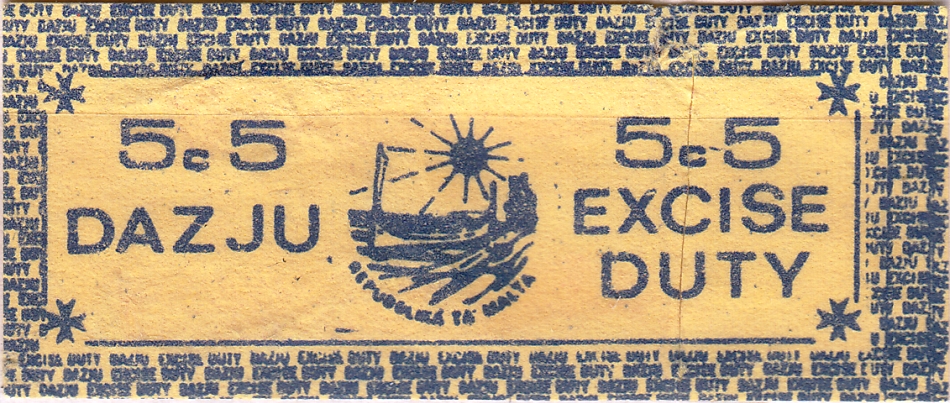 5c5
DAZJU
REPUBBLIKA TA' MALTA
5c5
EXCISE
DUTY